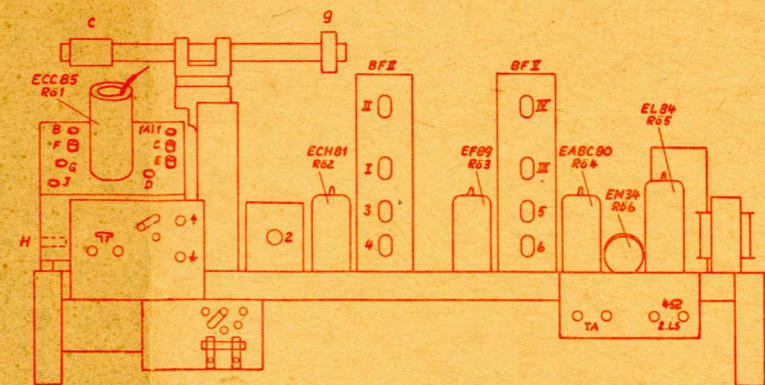 C
g
BF II
BF V
ECC85
Rö1
II
IV
EL84
Rö5
B
(A)1
F
C
G
E
J
D
ECH81
Rö2
I
EF89
Rö3
III
EABC80
Rö4
EM34
Rö6
3
5
H
2
4
6
4Ω
TA
2.LS